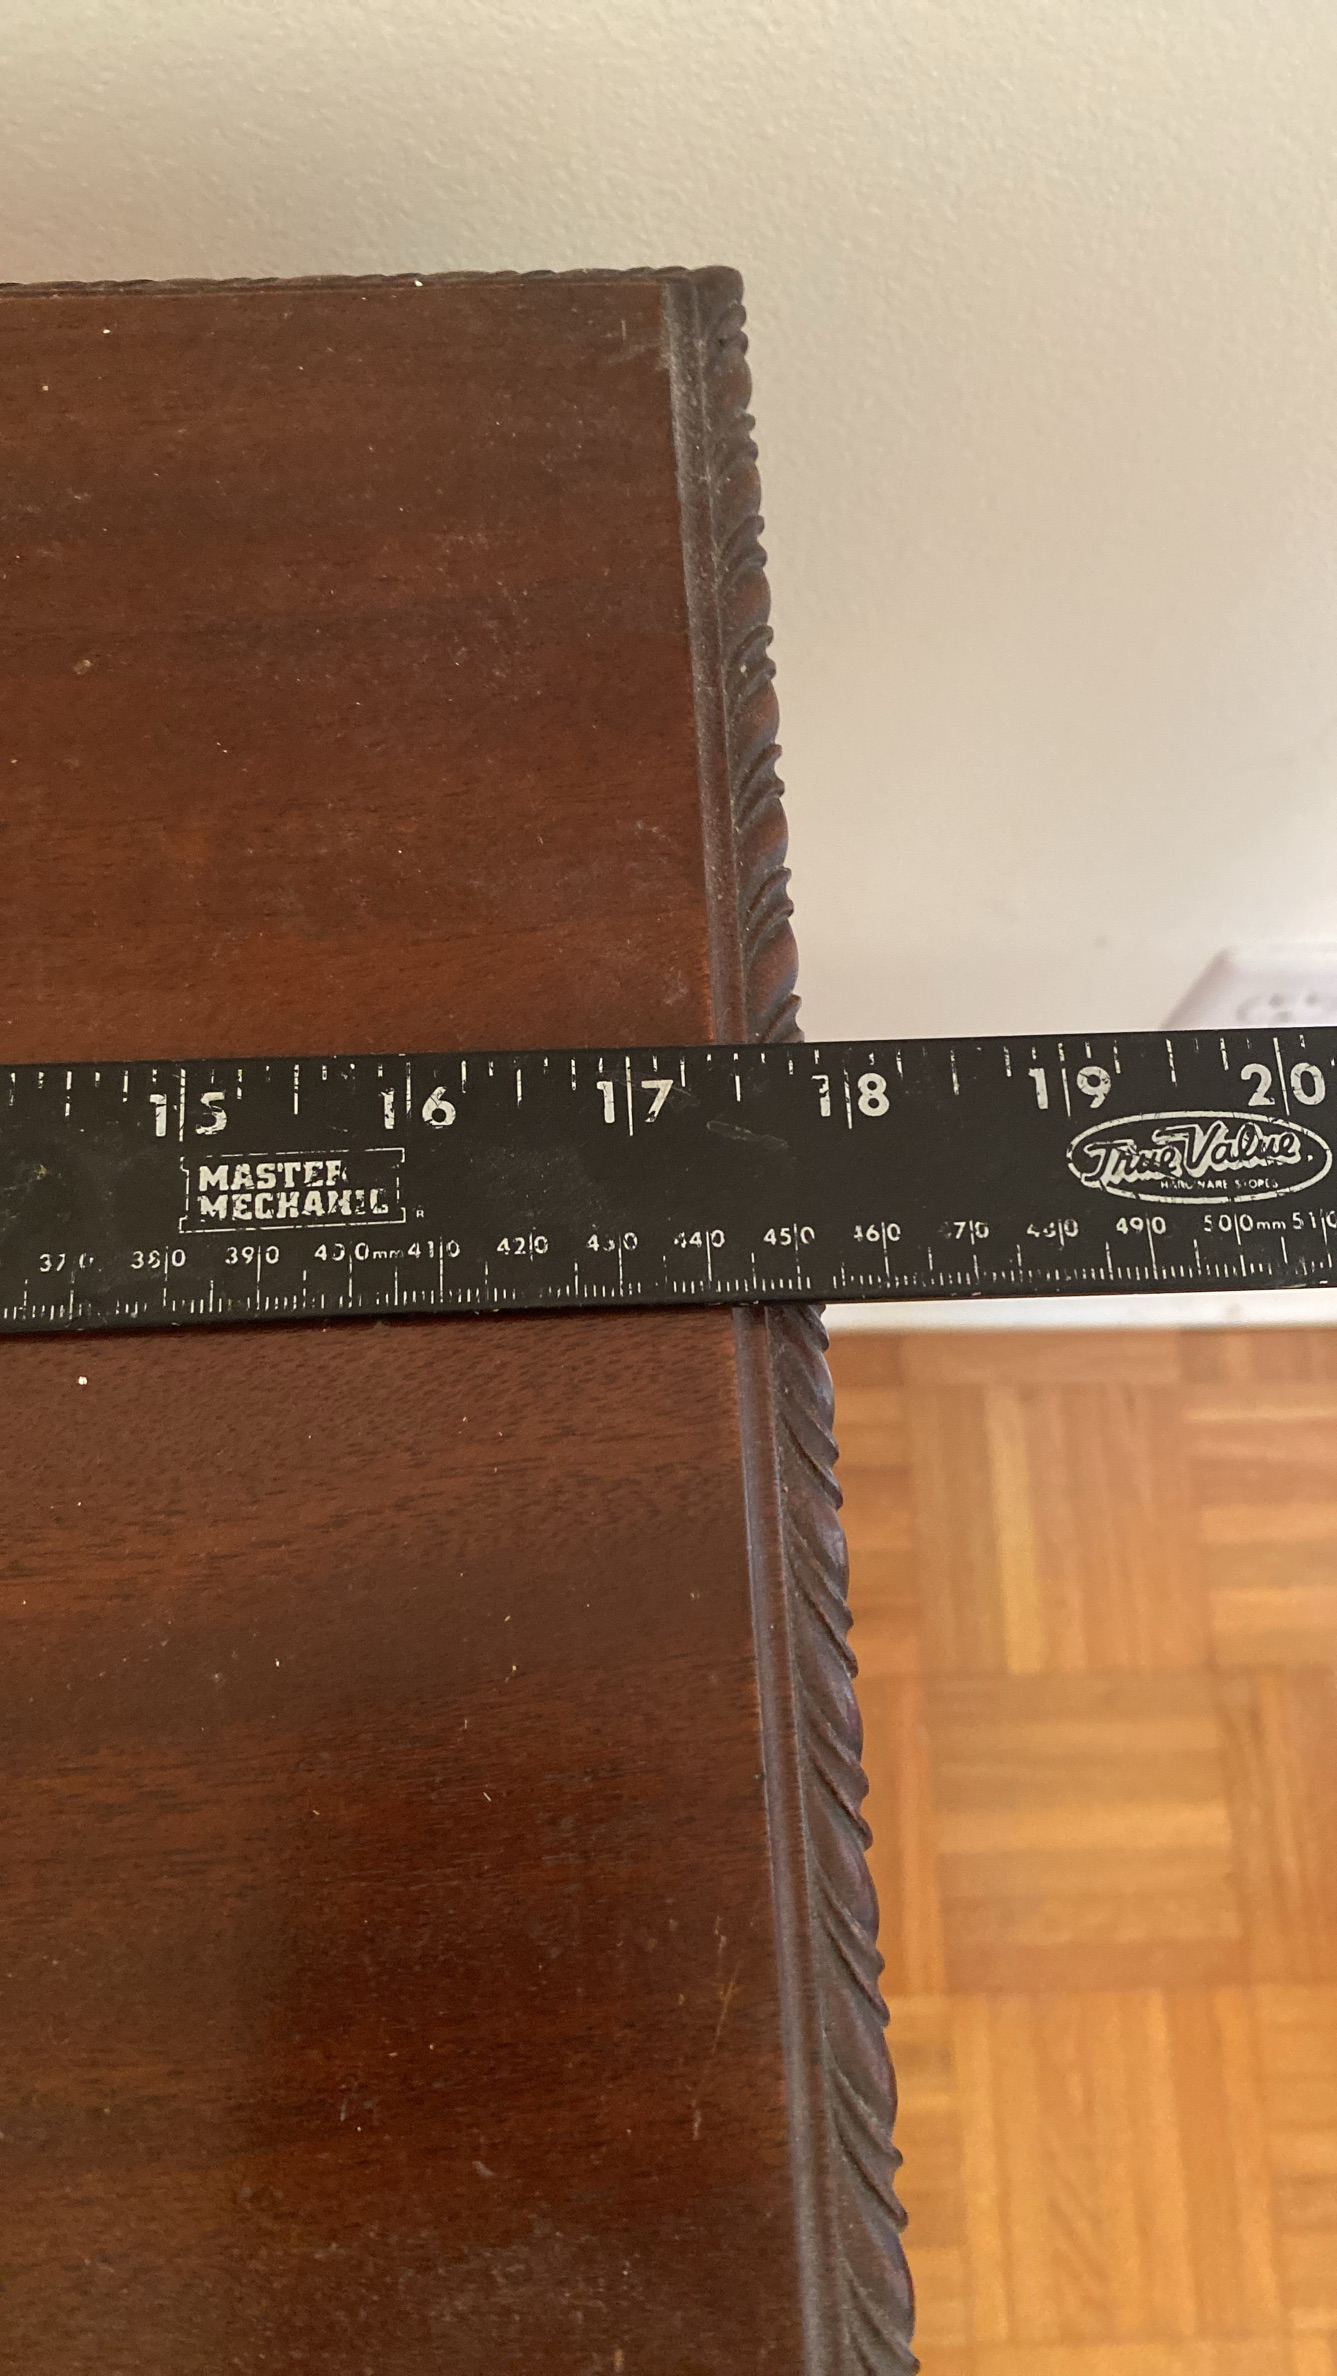 15 16 17 18 19 20
MASTER
MECHANIC ®
True Value.
HARDWARE STORES
370 380 390 400mm 410 420 430 440 450 460 470 480 490 500mm 510